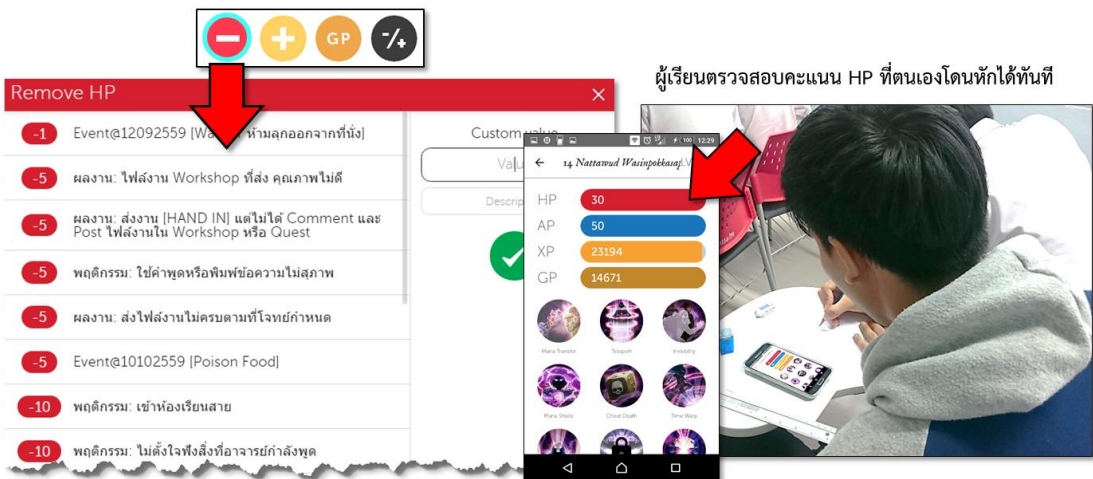 GP
-/+
ผู้เรียนตรวจสอบคะแนน HP ที่ตนเองโดนหักได้ทันที
Remove HP
-1 ห้ามลุกออกจากที่นั่ง]
-5 ผลงาน: ไฟล์งาน Workshop ที่ส่ง คุณภาพไม่ดี
-5 ผลงาน: ส่งงาน [HAND IN] แต่ไม่ได้ Comment และ
Post ไฟล์งานใน Workshop หรือ Quest
-5 พฤติกรรม: ใช้คำพูดหรือพิมพ์ข้อความไม่สุภาพ
-5 ผลงาน: ส่งไฟล์งานไม่ครบตามที่โจทย์กำหนด
-5 Event@10102559 [Poison Food]
-10 พฤติกรรม: เข้าห้องเรียนสาย
-10 พฤติกรรม: ไม่ตั้งใจฟังสิ่งที่อาจารย์กำลังพูด
Custom value
12:29
14 Nattawud
HP 30
AP 50
XP 23194
GP 14671
Mana Transfer Teleport Invisibility
Mana Shield Cheat Death Time Warp